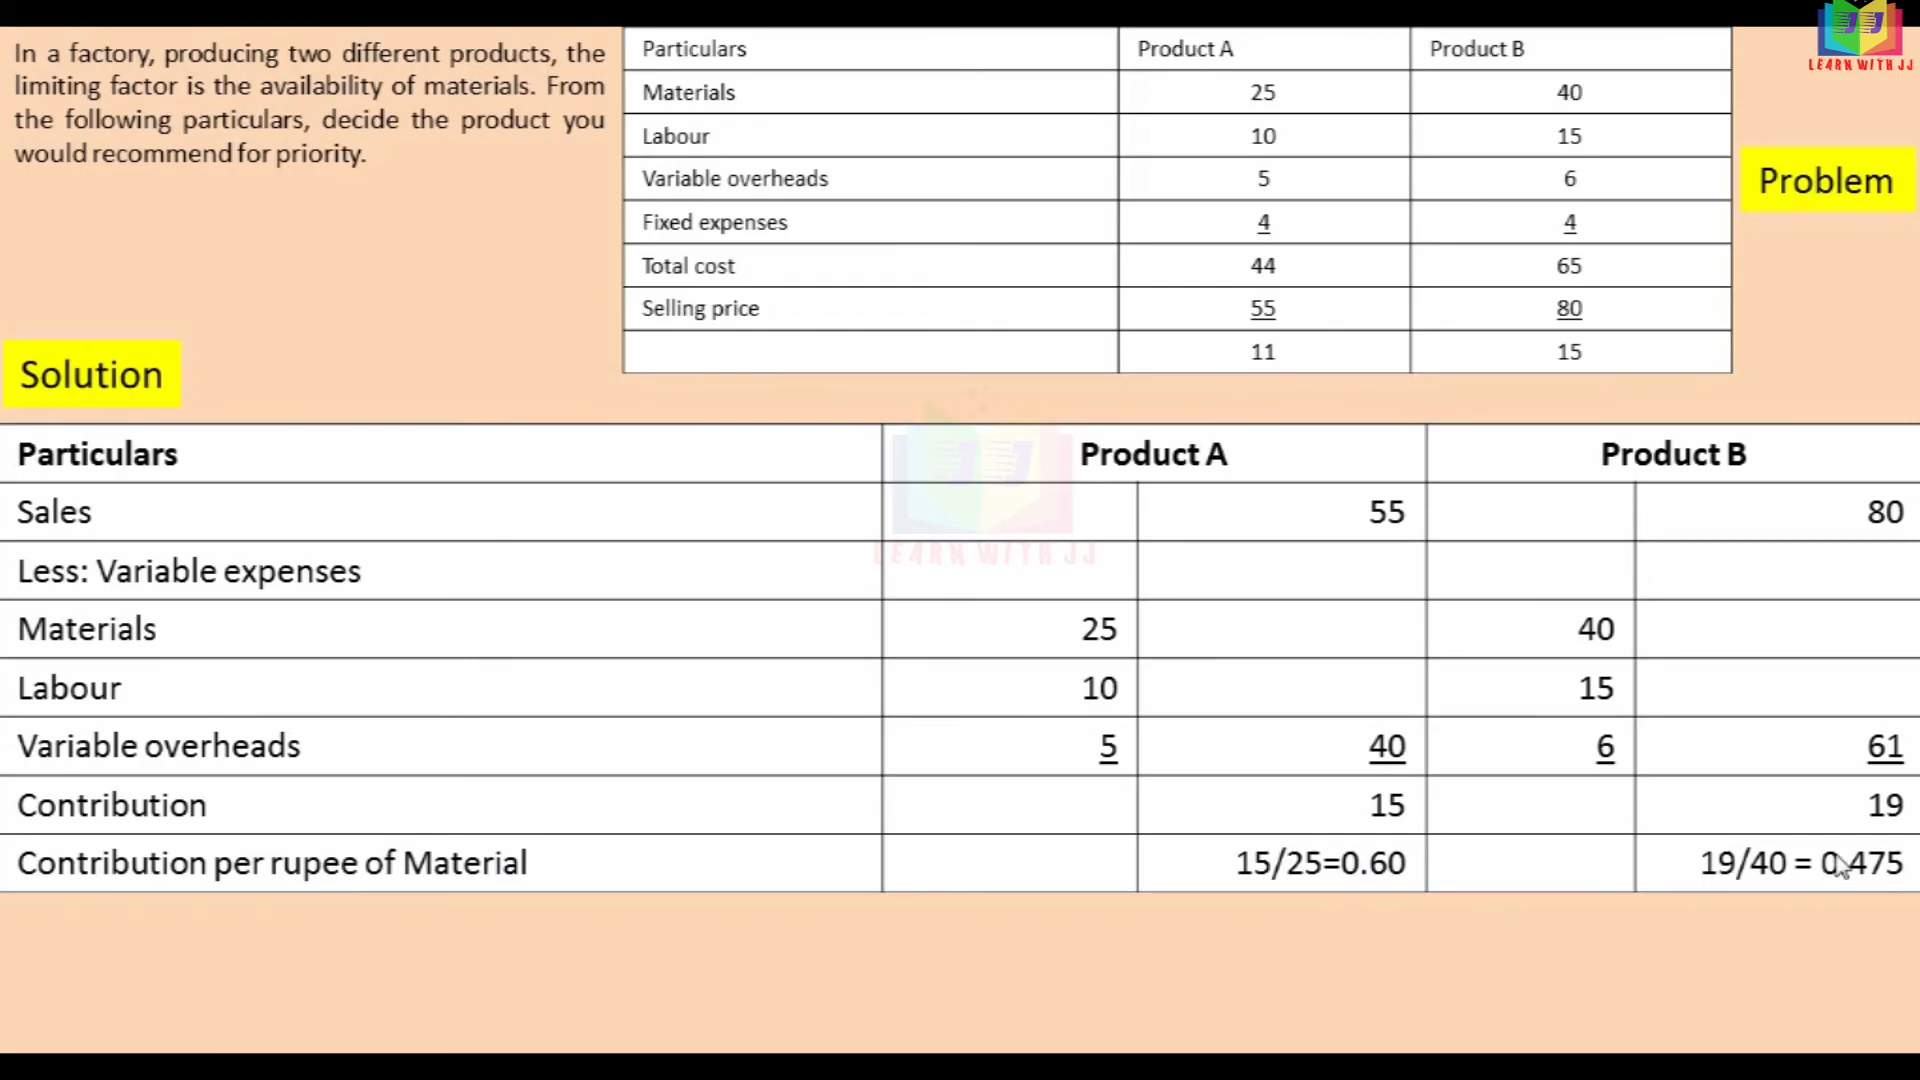 In a factory, producing two different products, the
limiting factor is the availability of materials. From
the following particulars, decide the product you
would recommend for priority.
Particulars Product A Product B
Materials 25 40
Labour 10 15
Variable overheads 5 6
Fixed expenses 4 4
Total cost 44 65
Selling price 55 80
11 15
LEARN WITH JJ
Problem
Solution
Particulars Product A Product B
Sales 55 80
Less: Variable expenses
Materials 25 40
Labour 10 15
Variable overheads 5 40 6 61
Contribution 15 19
Contribution per rupee of Material 15/25=0.60 19/40 = 0.475
LEARN WITH JJ